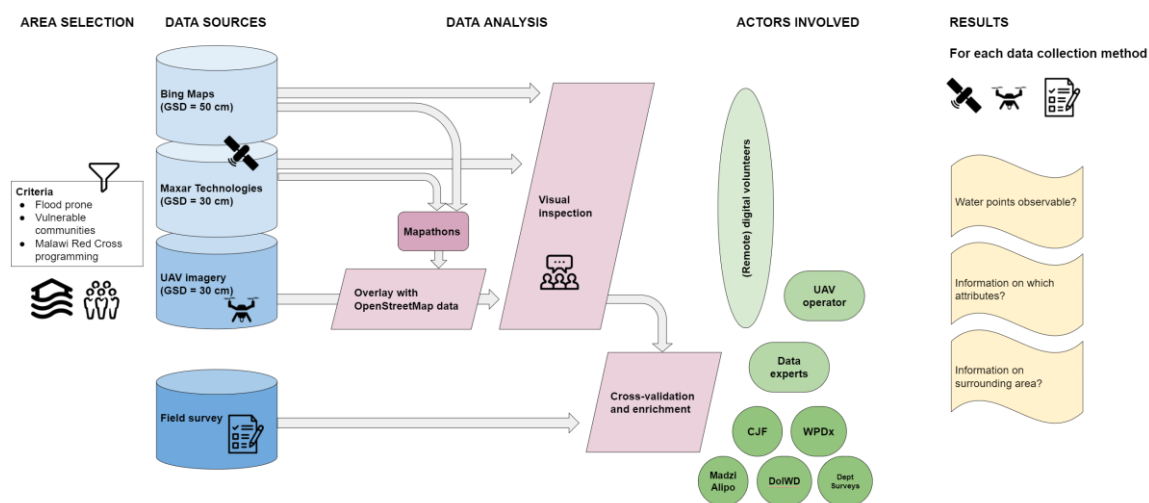 AREA SELECTION
DATA SOURCES
DATA ANALYSIS
ACTORS INVOLVED
RESULTS
For each data collection method
Criteria
● Flood prone
● Vulnerable
communities
● Malawi Red Cross
programming
Bing Maps
(GSD = 50 cm)
Maxar Technologies
(GSD = 30 cm)
UAV imagery
(GSD = 30 cm)
Field survey
Mapathons
Overlay with
OpenStreetMap data
Visual
inspection
Cross-validation
and enrichment
(Remote) digital volunteers
UAV
operator
Data
experts
CJF
WPDx
Madzi
Alipo
DoIWD
Dept
Surveys
Water points observable?
Information on which
attributes?
Information on
surrounding area?